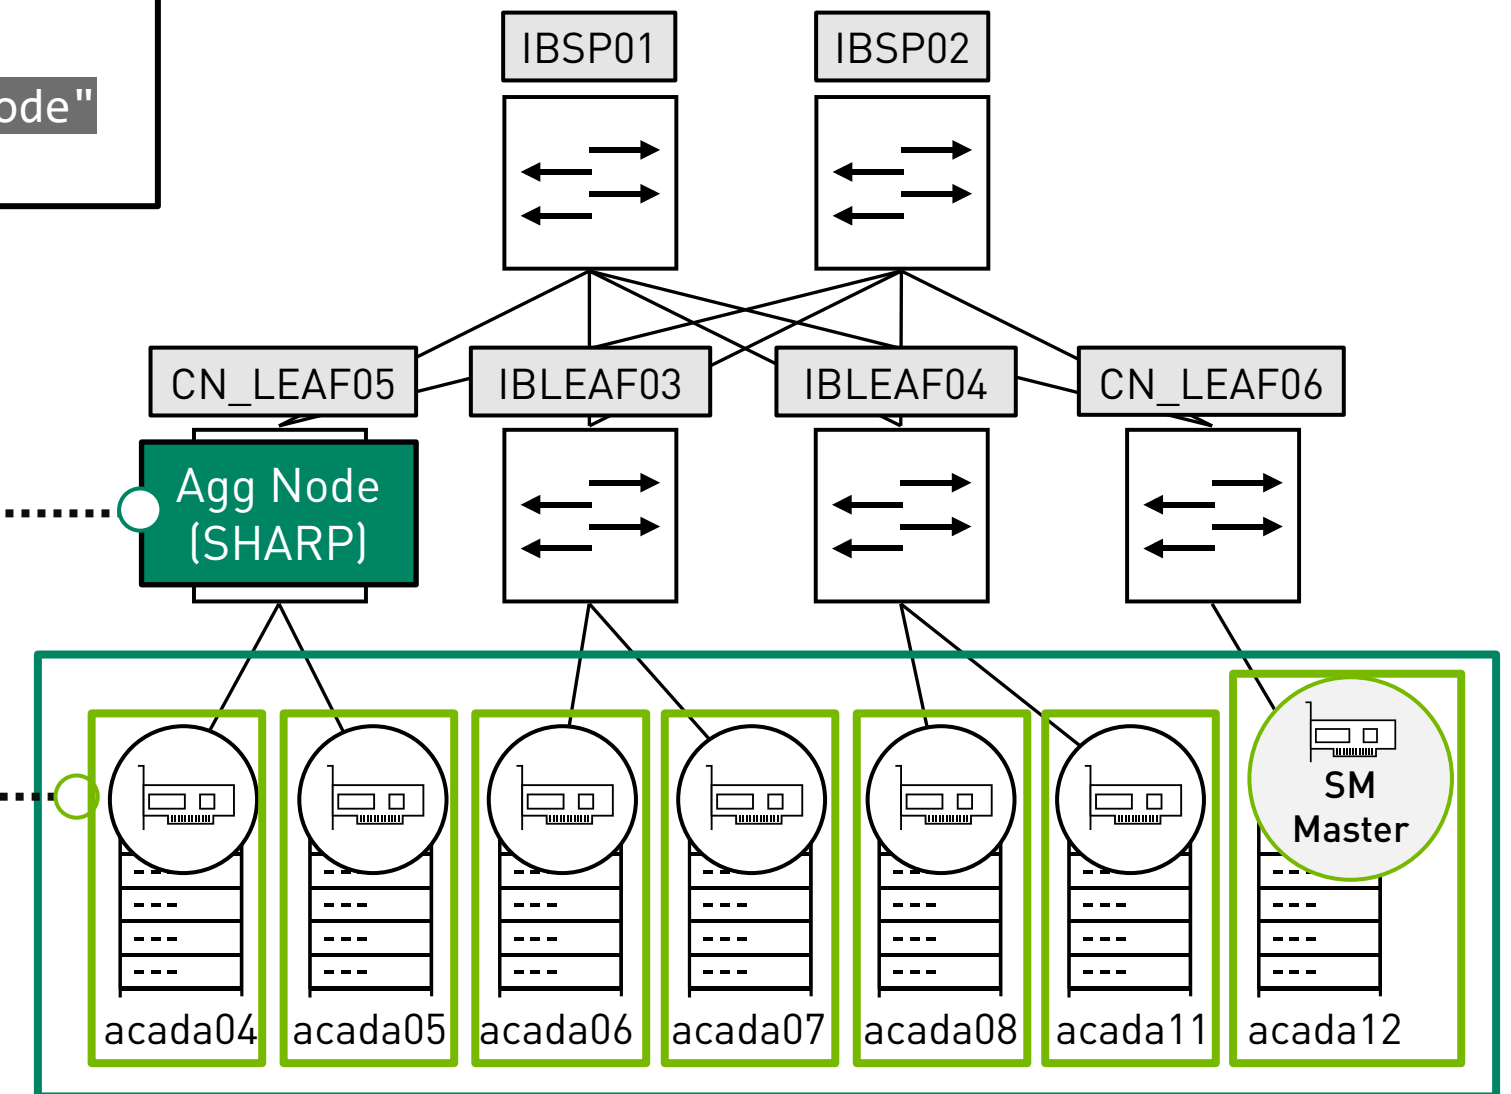 ode"
IBSP01
IBSP02
CN_LEAF05
IBLEAF03
IBLEAF04
CN_LEAF06
Agg Node
(SHARP)
SM
Master
acada04
acada05
acada06
acada07
acada08
acada11
acada12